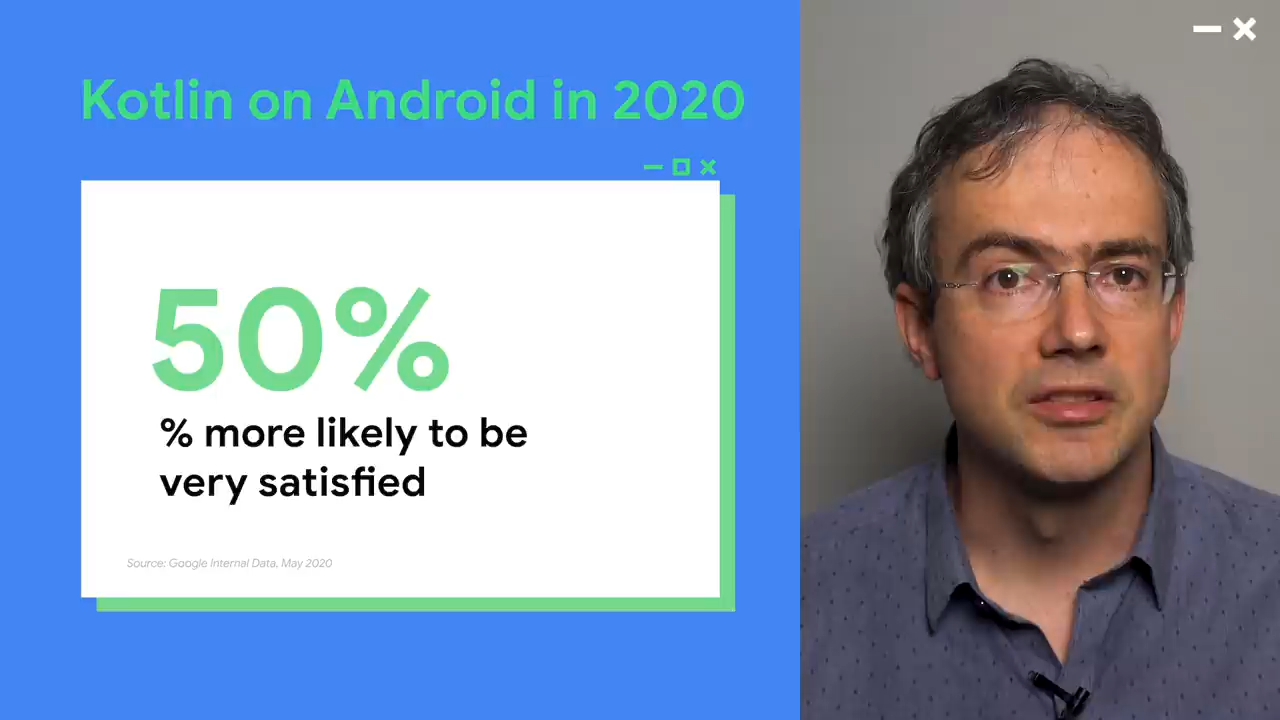 Kotlin on Android in 2020
50%
% more likely to be
very satisfied
Source: Google Internal Data, May 2020